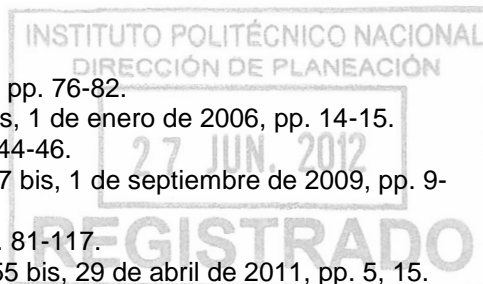 INSTITUTO POLITÉCNICO NACIONAL
DIRECCIÓN DE PLANEACIÓN
pp. 76-82.
s, 1 de enero de 2006, pp. 14-15.
44-46.
27 JUN. 2012
7 bis, 1 de septiembre de 2009, pp. 9-
. 81-117.
REGISTRADO
55 bis, 29 de abril de 2011, pp. 5, 15.